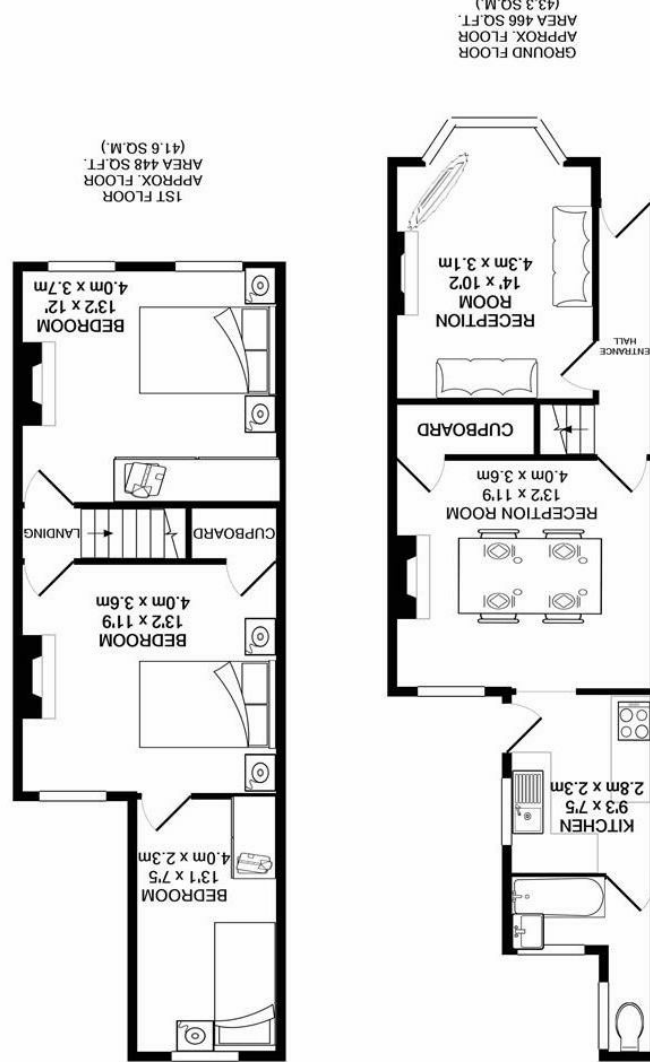 KITCHEN
9'3 x 7'5
2.8m x 2.3m
RECEPTION ROOM
13'2 x 11'9
4.0m x 3.6m
CUPBOARD
ENTRANCE
HALL
RECEPTION
ROOM
14' x 10'2
4.3m x 3.1m
GROUND FLOOR
APPROX. FLOOR
AREA 466 SQ.FT.
(43.3 SQ.M.)
BEDROOM
13'1 x 7'5
4.0m x 2.3m
BEDROOM
13'2 x 11'9
4.0m x 3.6m
CUPBOARD
LANDING
BEDROOM
13'2 x 12'
4.0m x 3.7m
1ST FLOOR
APPROX. FLOOR
AREA 448 SQ.FT.
(41.6 SQ.M.)